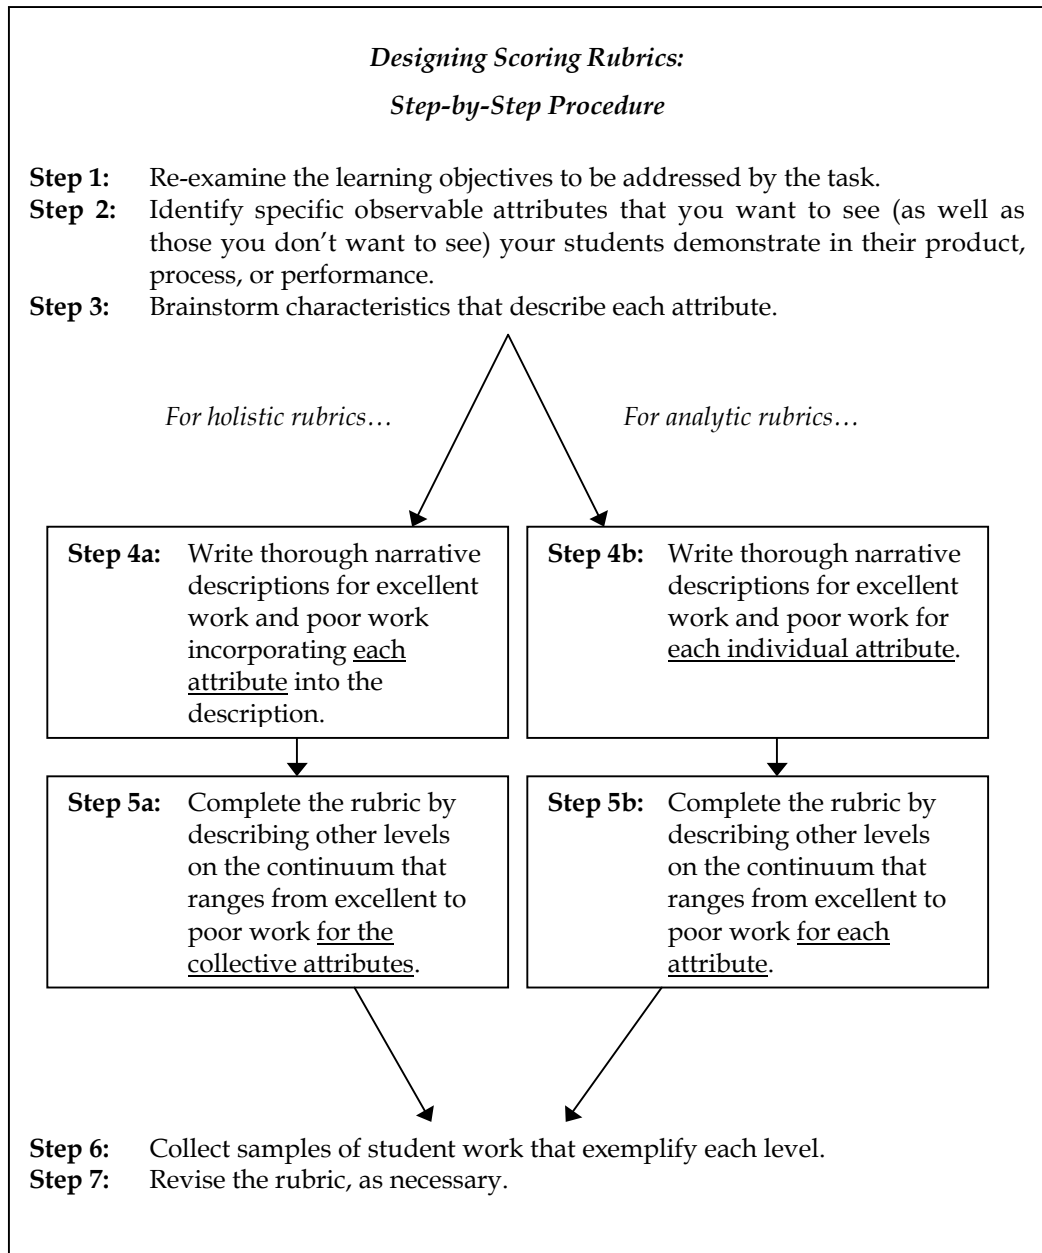 Designing Scoring Rubrics:
Step-by-Step Procedure
Step 1: Re-examine the learning objectives to be addressed by the task.
Step 2: Identify specific observable attributes that you want to see (as well as
those you don’t want to see) your students demonstrate in their product,
process, or performance.
Step 3: Brainstorm characteristics that describe each attribute.
For holistic rubrics…
For analytic rubrics…
Step 4a: Write thorough narrative
descriptions for excellent
work and poor work
incorporating each
attribute into the
description.
Step 4b: Write thorough narrative
descriptions for excellent
work and poor work for
each individual attribute.
Step 5a: Complete the rubric by
describing other levels
on the continuum that
ranges from excellent to
poor work for the
collective attributes.
Step 5b: Complete the rubric by
describing other levels
on the continuum that
ranges from excellent to
poor work for each
attribute.
Step 6: Collect samples of student work that exemplify each level.
Step 7: Revise the rubric, as necessary.